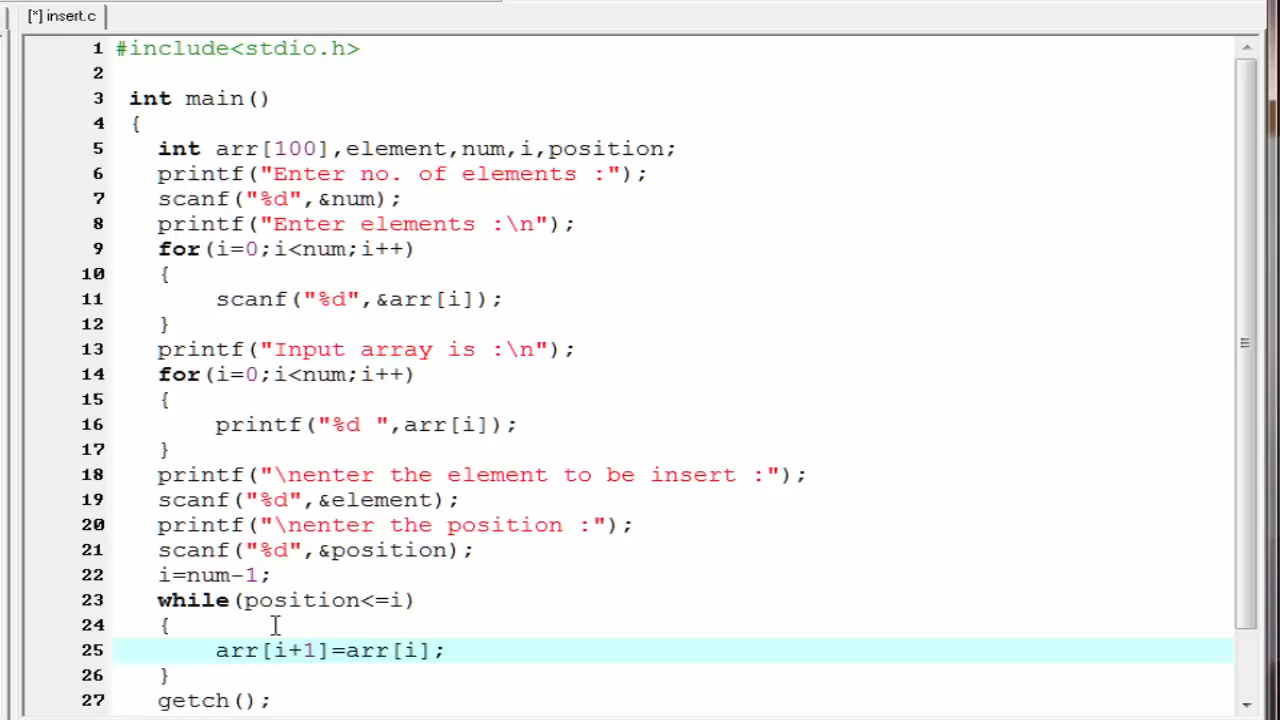 [*] insert.c
1 #include<stdio.h>
2
3 int main()
4 {
5 int arr[100],element,num,i,position;
6 printf("Enter no. of elements :");
7 scanf("%d",&num);
8 printf("Enter elements :\n");
9 for(i=0;i<num;i++)
10 {
11 scanf("%d",&arr[i]);
12 }
13 printf("Input array is :\n");
14 for(i=0;i<num;i++)
15 {
16 printf("%d ",arr[i]);
17 }
18 printf("\nenter the element to be insert :");
19 scanf("%d",&element);
20 printf("\nenter the position :");
21 scanf("%d",&position);
22 i=num-1;
23 while(position<=i)
24 {
25 arr[i+1]=arr[i];
26 }
27 getch();